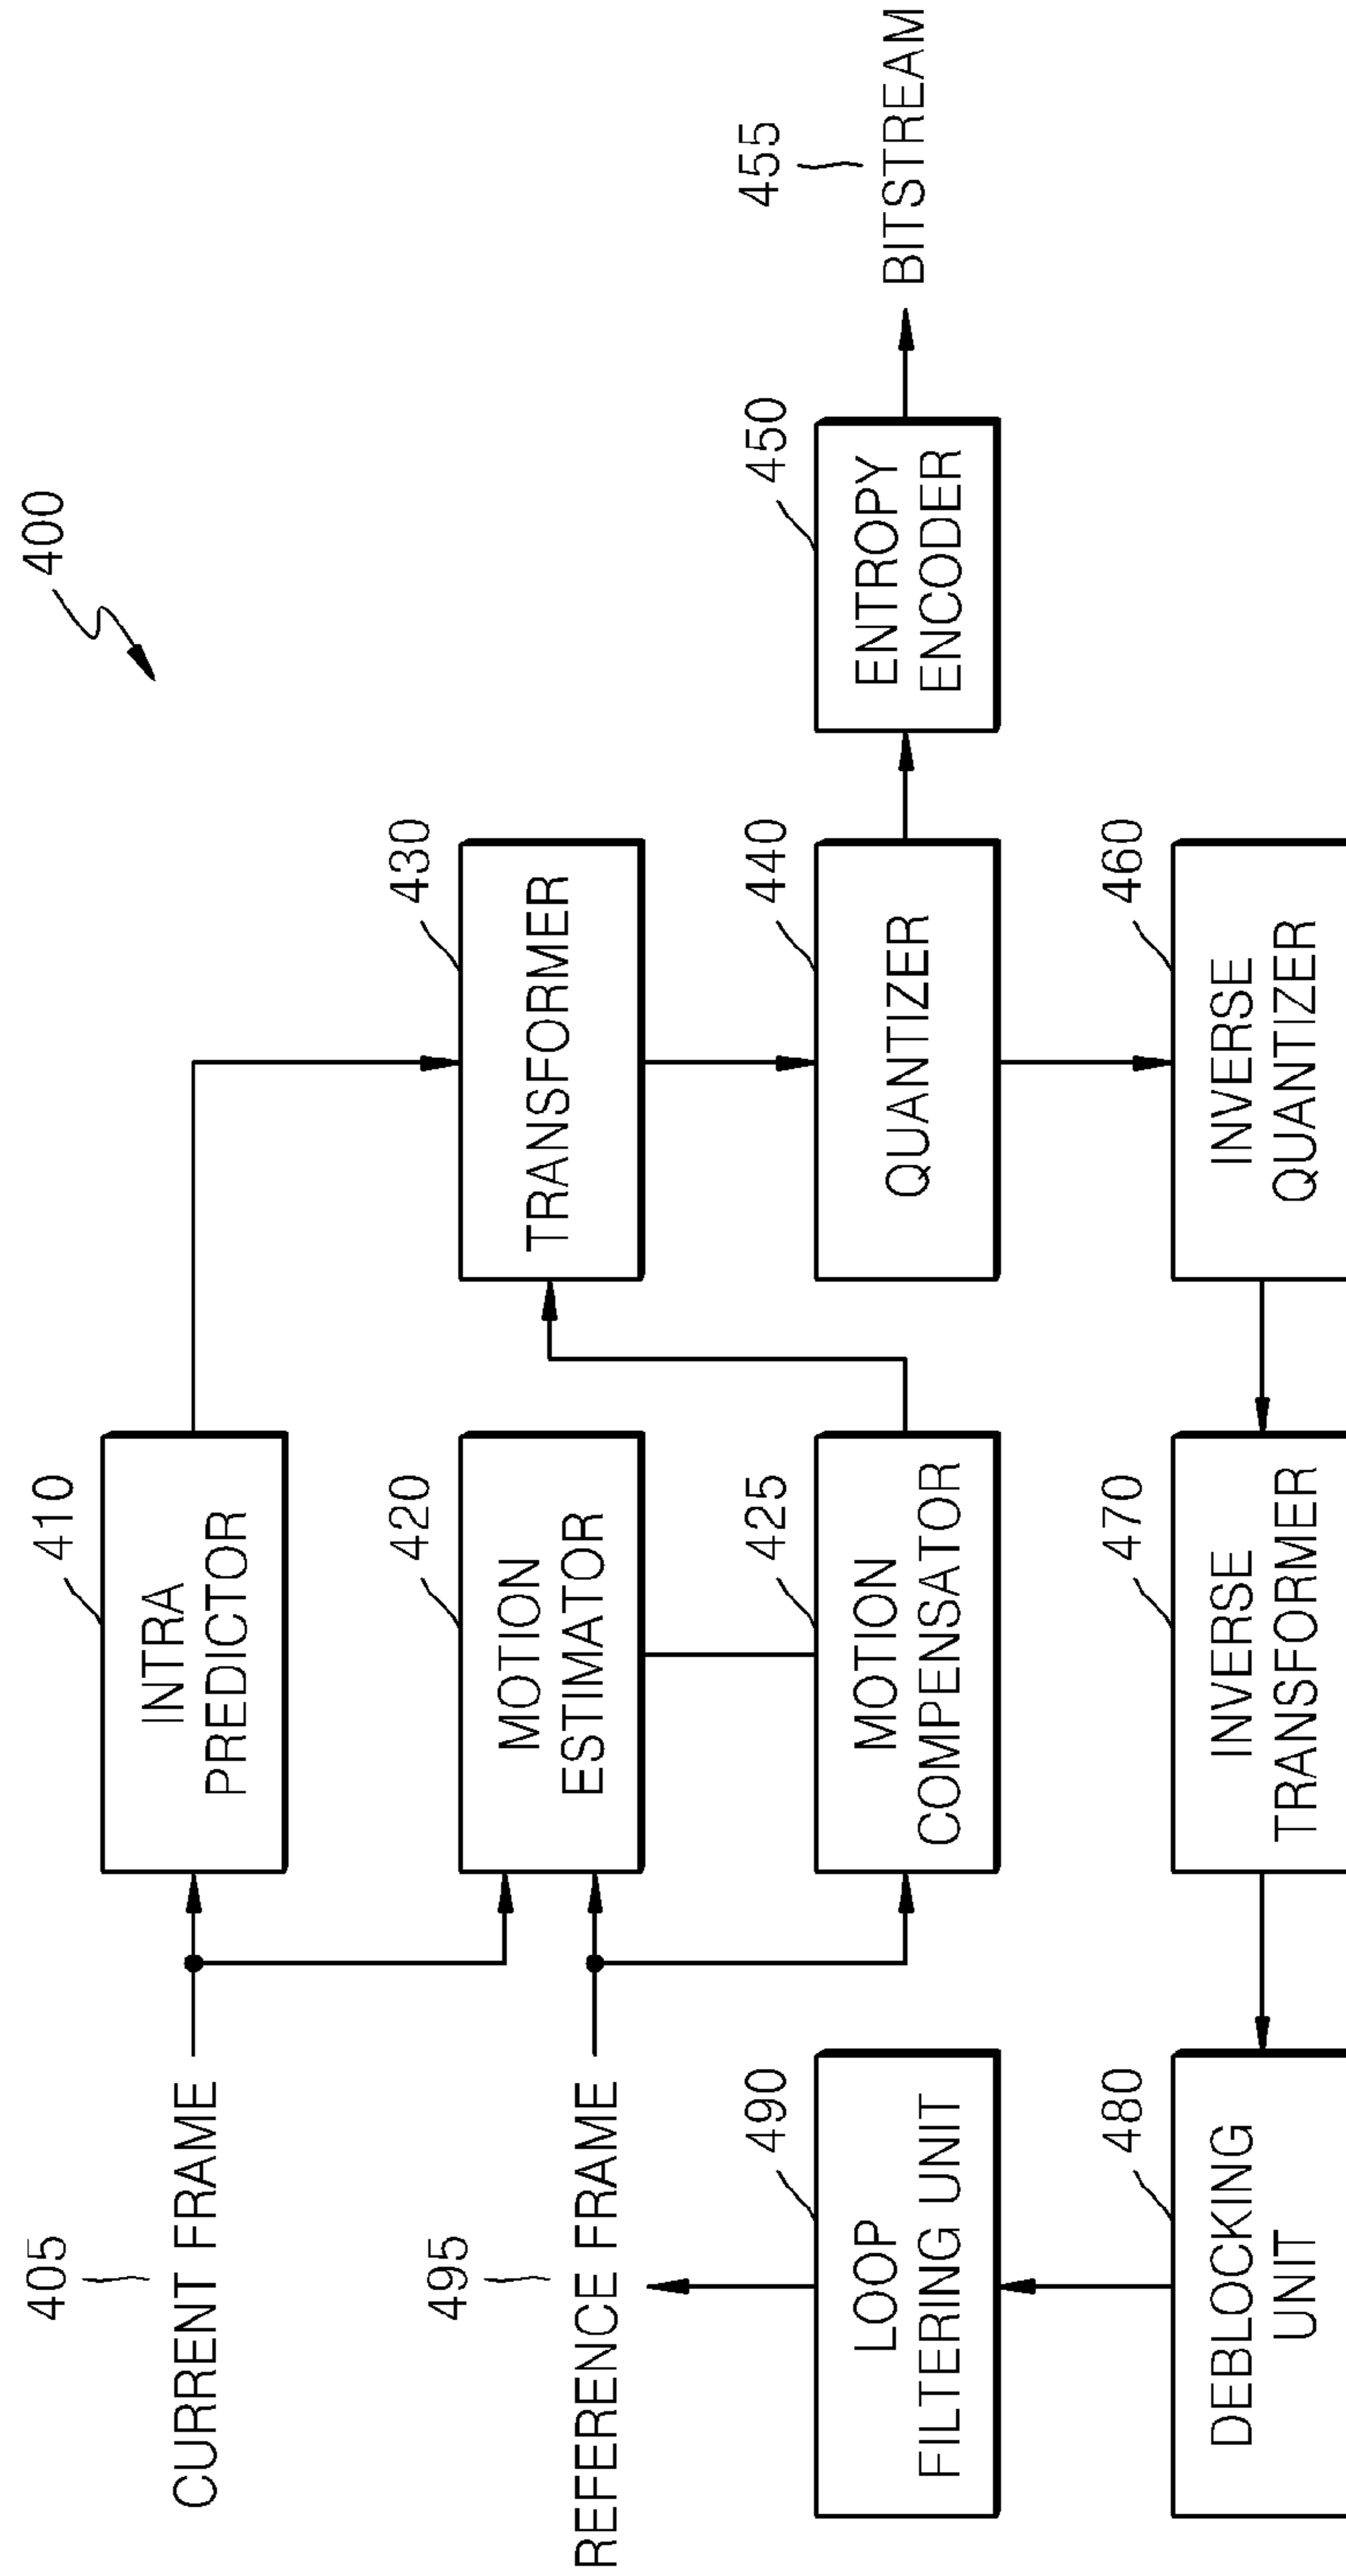 400
405
CURRENT FRAME
410
INTRA
PREDICTOR
495
REFERENCE FRAME
420
MOTION
ESTIMATOR
430
TRANSFORMER
490
LOOP
FILTERING UNIT
425
MOTION
COMPENSATOR
440
QUANTIZER
450
ENTROPY
ENCODER
455
BITSTREAM
480
DEBLOCKING
UNIT
470
INVERSE
TRANSFORMER
460
INVERSE
QUANTIZER